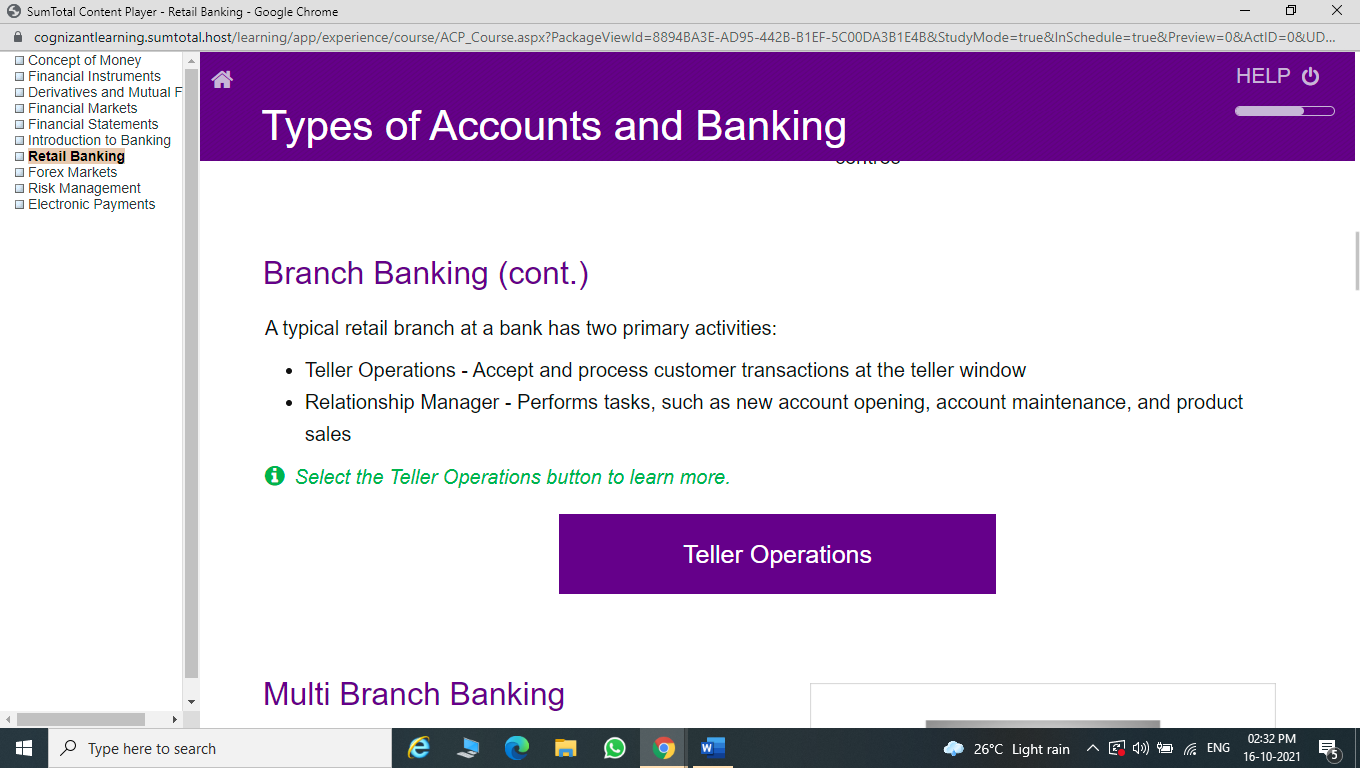 SumTotal Content Player - Retail Banking - Google Chrome
cognizantlearning.sumtotal.host/learning/app/experience/course/ACP_Course.aspx?PackageViewId=8894BA3E-AD95-442B-B1EF-5C00DA3B1E4B&StudyMode=true&InSchedule=true&Preview=0&ActID=0&UD...
Concept of Money
Financial Instruments
Derivatives and Mutual F
Financial Markets
Financial Statements
Introduction to Banking
Retail Banking
Forex Markets
Risk Management
Electronic Payments
HELP
Types of Accounts and Banking
Branch Banking (cont.)
A typical retail branch at a bank has two primary activities:
• Teller Operations - Accept and process customer transactions at the teller window
• Relationship Manager - Performs tasks, such as new account opening, account maintenance, and product
sales
Select the Teller Operations button to learn more.
Teller Operations
Multi Branch Banking
Type here to search
26°C Light rain
ENG
02:32 PM
16-10-2021
5